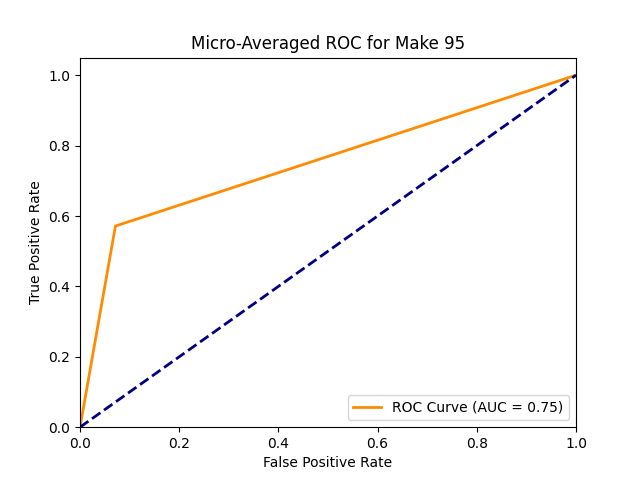 Micro-Averaged ROC for Make 95
True Positive Rate
1.0
0.8
0.6
0.4
0.2
0.0
0.0 0.2 0.4 0.6 0.8 1.0
False Positive Rate
ROC Curve (AUC = 0.75)